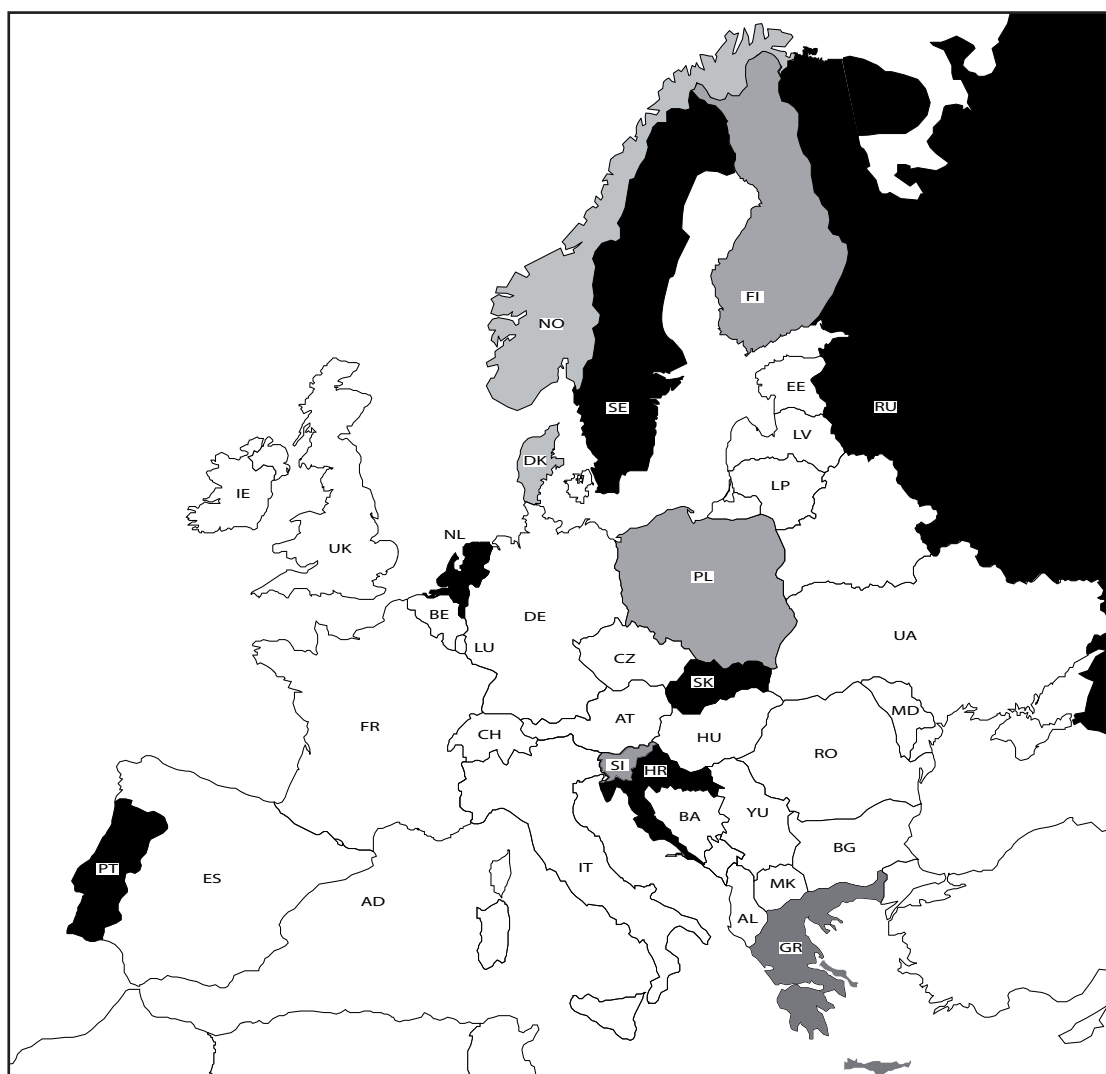 FI
NO
EE
SE
RU
LV
DK
LP
IE
NL
UK
PL
BE
DE
UA
LU
CZ
SK
MD
AT
FR
CH
HU
RO
SI
HR
BA
YU
BG
PT
IT
ES
MK
AD
AL
GR